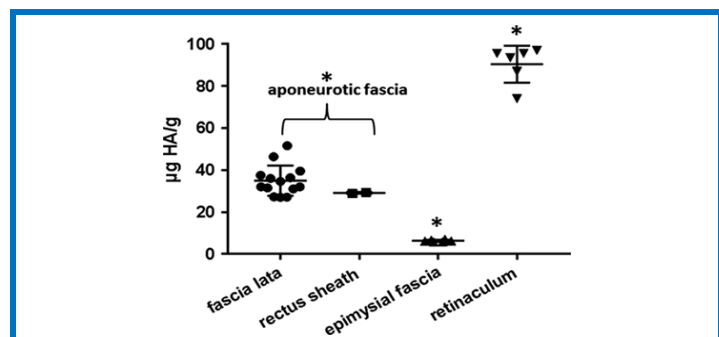 *
100
*
aponeurotic fascia
80
60
µg HA/g
40
20
*
0
fascia lata
rectus sheath
epimysial fascia
retinaculum